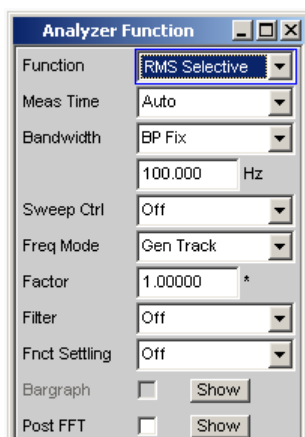 Analyzer Function
Function RMS Selective
Meas Time Auto
Bandwidth BP Fix
100.000 Hz
Sweep Ctrl Off
Freq Mode Gen Track
Factor 1.00000 *
Filter Off
Fnct Settling Off
Bargraph Show
Post FFT Show